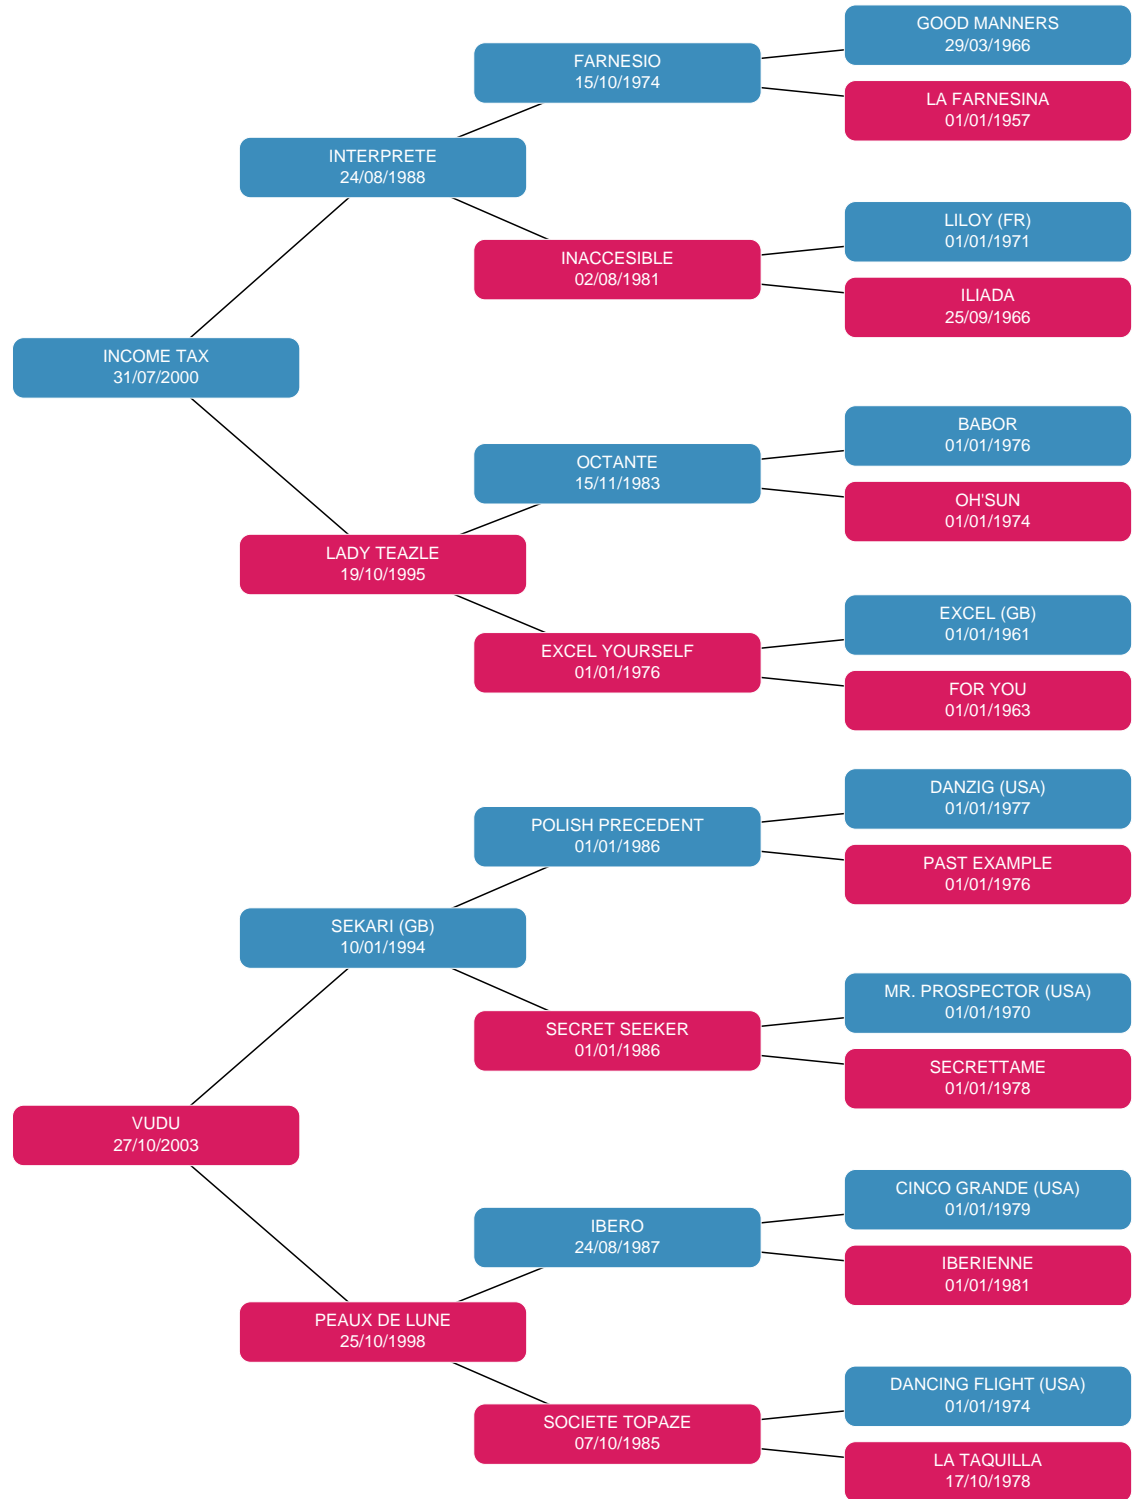 GOOD MANNERS
29/03/1966
FARNESIO
15/10/1974
LA FARNESINA
01/01/1957
INTERPRETE
24/08/1988
LILOY (FR)
01/01/1971
INACCESIBLE
02/08/1981
ILIADA
25/09/1966
INCOME TAX
31/07/2000
BABOR
01/01/1976
OCTANTE
15/11/1983
OH'SUN
01/01/1974
LADY TEAZLE
19/10/1995
EXCEL (GB)
01/01/1961
EXCEL YOURSELF
01/01/1976
FOR YOU
01/01/1963
DANZIG (USA)
01/01/1977
POLISH PRECEDENT
01/01/1986
PAST EXAMPLE
01/01/1976
SEKARI (GB)
10/01/1994
MR. PROSPECTOR (USA)
01/01/1970
SECRET SEEKER
01/01/1986
SECRETTAME
01/01/1978
VUDU
27/10/2003
CINCO GRANDE (USA)
01/01/1979
IBERO
24/08/1987
IBERIENNE
01/01/1981
PEAUX DE LUNE
25/10/1998
DANCING FLIGHT (USA)
01/01/1974
SOCIETE TOPAZE
07/10/1985
LA TAQUILLA
17/10/1978